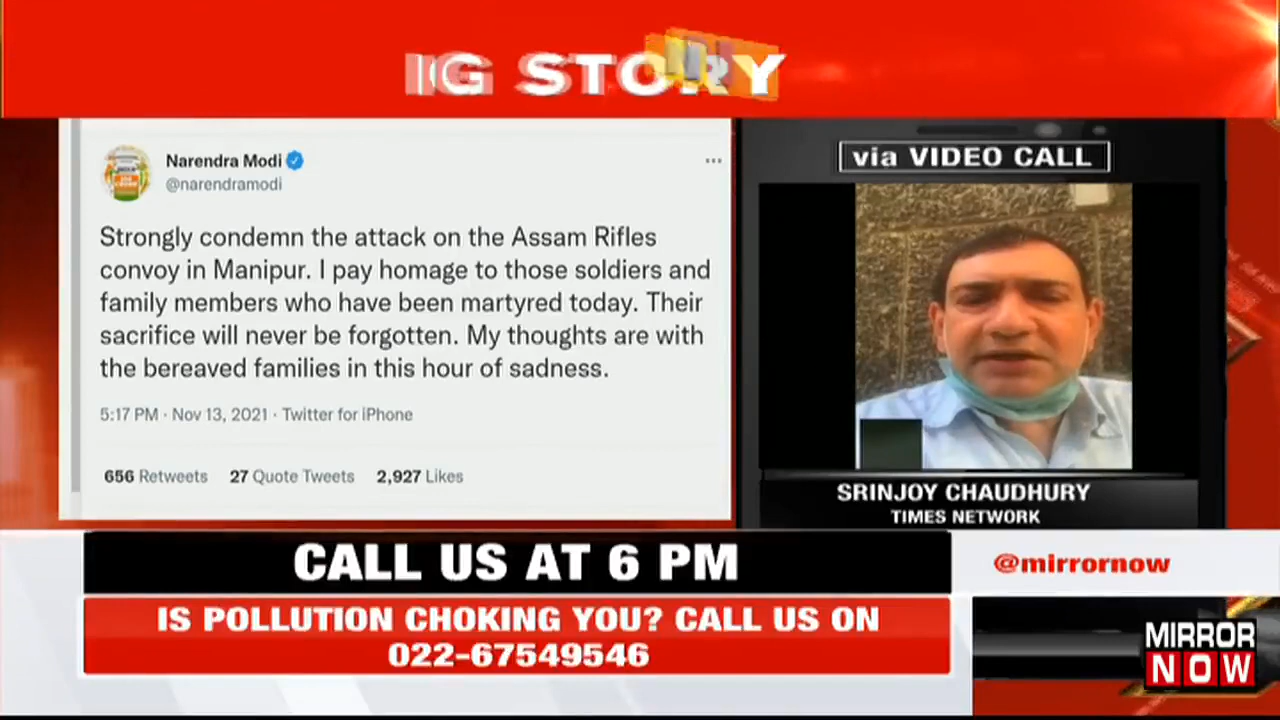 IG STORY
Narendra Modi
@narendramodi
Strongly condemn the attack on the Assam Rifles
convoy in Manipur. I pay homage to those soldiers and
family members who have been martyred today. Their
sacrifice will never be forgotten. My thoughts are with
the bereaved families in this hour of sadness.
5:17 PM · Nov 13, 2021 · Twitter for iPhone
656 Retweets 27 Quote Tweets 2,927 Likes
via VIDEO CALL
SRINJOY CHAUDHURY
TIMES NETWORK
CALL US AT 6 PM
IS POLLUTION CHOKING YOU? CALL US ON
022-67549546
@mirrornow
MIRROR
NOW